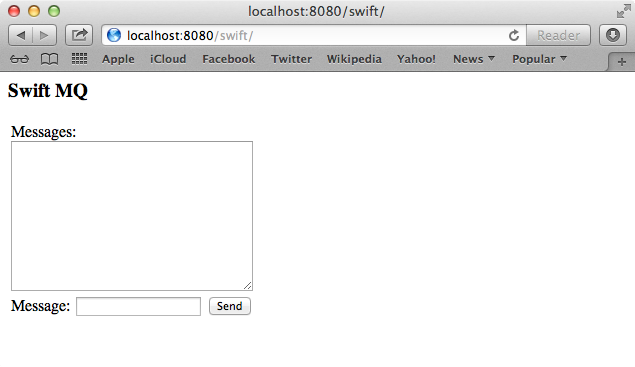 localhost:8080/swift/
localhost:8080/swift/ Reader
Apple iCloud Facebook Twitter Wikipedia Yahoo! News Popular
Swift MQ
Messages:
Message: Send